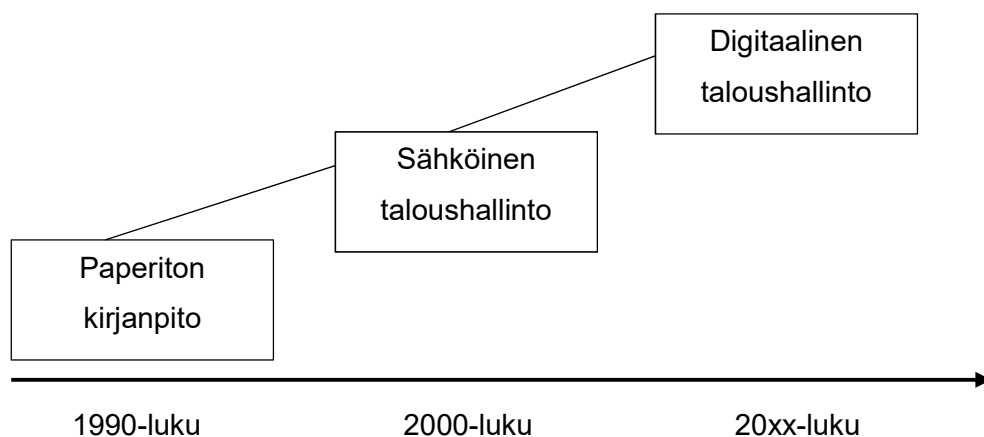 Digitaalinen
taloushallinto
Sähköinen
taloushallinto
Paperiton
kirjanpito
1990-luku
2000-luku
20xx-luku